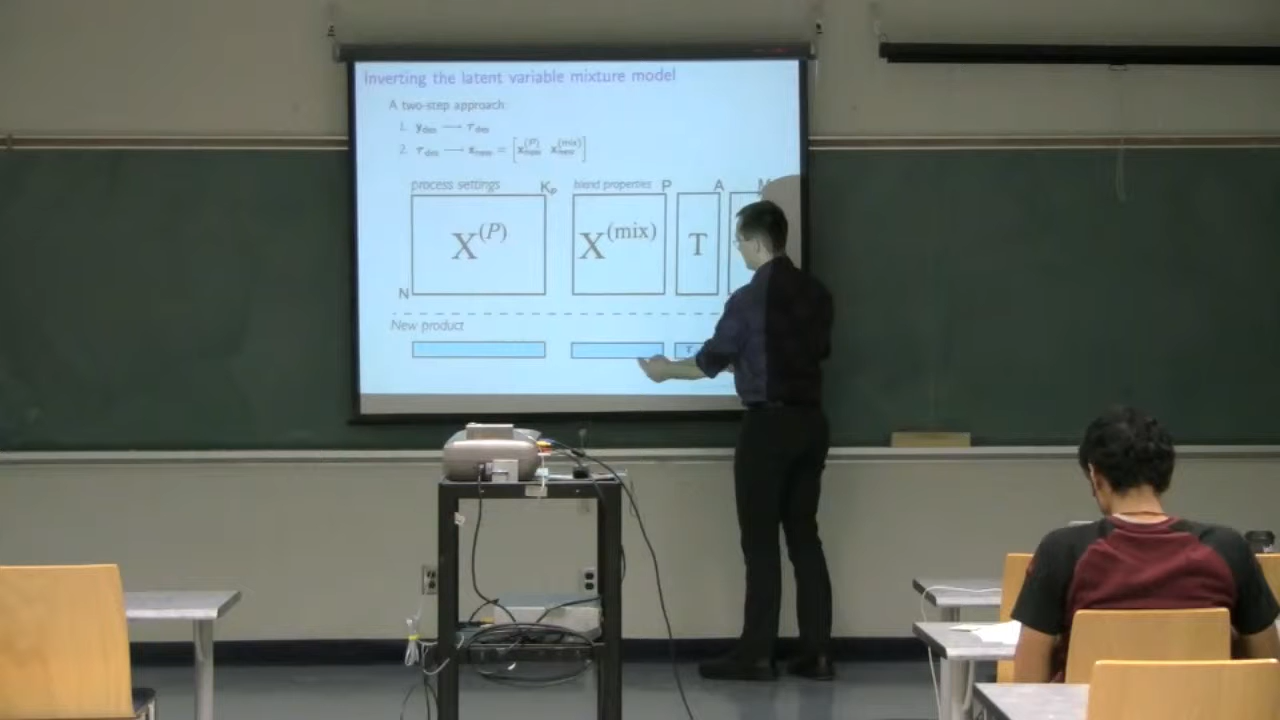 Inverting the latent variable mixture model
A two-step approach:
1. y_des ⟶ τ_des
2. τ_des ⟶ x_new = [x_new^(P) x_new^(mix)]
process settings K_P blend properties P A M
X^(P) X^(mix) T
N
New product
τ